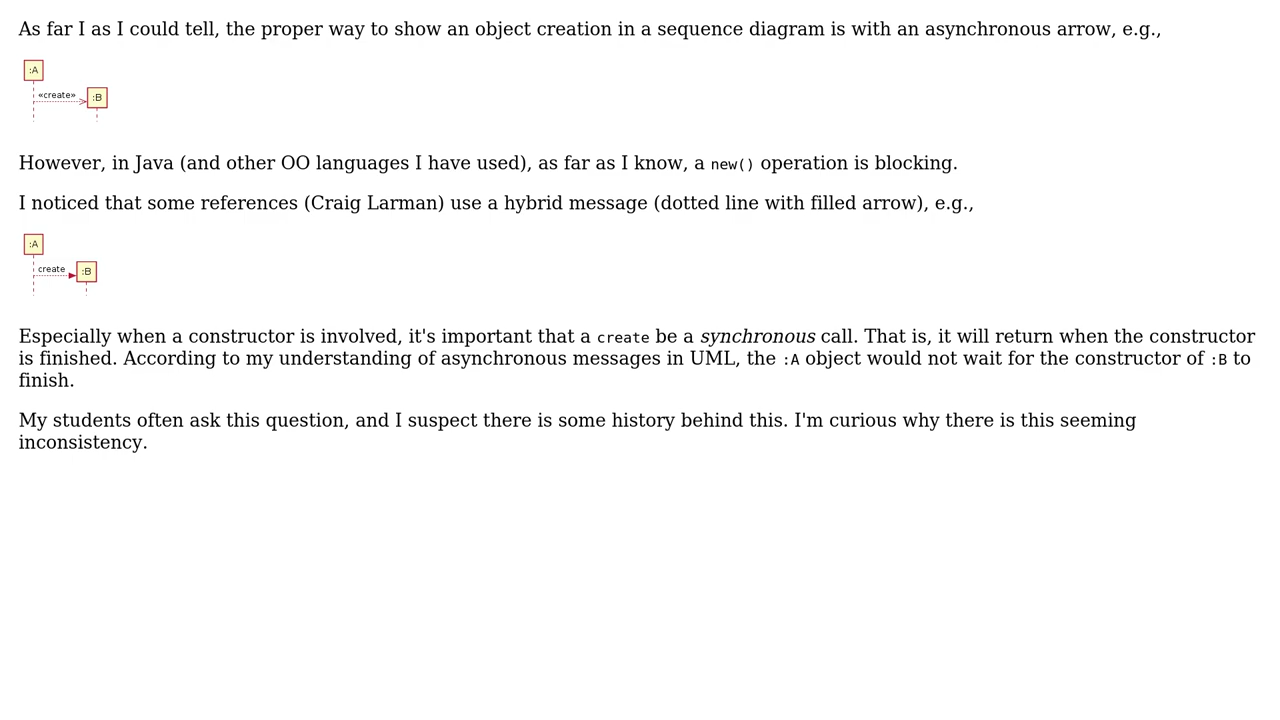 As far I as I could tell, the proper way to show an object creation in a sequence diagram is with an asynchronous arrow, e.g.,
:A
«create»
:B
However, in Java (and other OO languages I have used), as far as I know, a new() operation is blocking.
I noticed that some references (Craig Larman) use a hybrid message (dotted line with filled arrow), e.g.,
:A
create
:B
Especially when a constructor is involved, it's important that a create be a synchronous call. That is, it will return when the constructor
is finished. According to my understanding of asynchronous messages in UML, the :A object would not wait for the constructor of :B to
finish.
My students often ask this question, and I suspect there is some history behind this. I'm curious why there is this seeming
inconsistency.